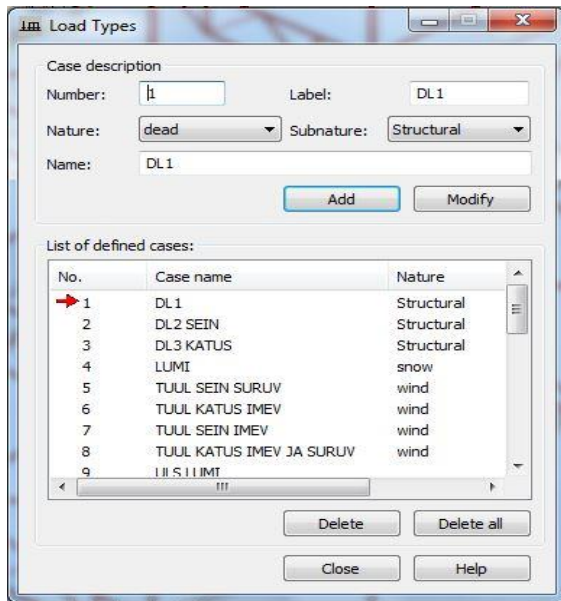 Load Types
Case description
Number: 1 Label: DL1
Nature: dead Subnature: Structural
Name: DL1
Add Modify
List of defined cases:
No. Case name Nature
1 DL1 Structural
2 DL2 SEIN Structural
3 DL3 KATUS Structural
4 LUMI snow
5 TUUL SEIN SURUV wind
6 TUUL KATUS IMEV wind
7 TUUL SEIN IMEV wind
8 TUUL KATUS IMEV JA SURUV wind
9 ULS LUMI
Delete Delete all
Close Help